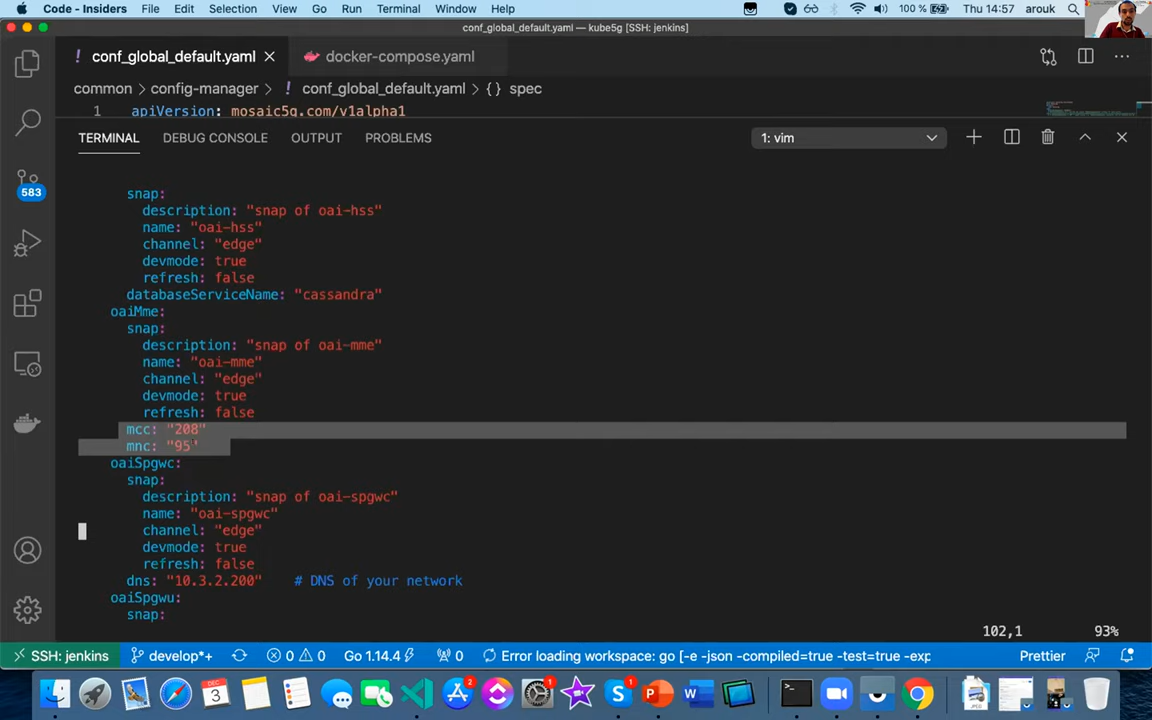 Code - Insiders File Edit Selection View Go Run Terminal Window Help 100 % Thu 14:57 arouk
conf_global_default.yaml — kube5g [SSH: jenkins]
! conf_global_default.yaml × docker-compose.yaml
common > config-manager > ! conf_global_default.yaml > {} spec
1 apiVersion: mosaic5g.com/v1alpha1
TERMINAL DEBUG CONSOLE OUTPUT PROBLEMS 1: vim
snap:
description: "snap of oai-hss"
name: "oai-hss"
channel: "edge"
devmode: true
refresh: false
databaseServiceName: "cassandra"
oaiMme:
snap:
description: "snap of oai-mme"
name: "oai-mme"
channel: "edge"
devmode: true
refresh: false
mcc: "208"
mnc: "95"
oaiSpgwc:
snap:
description: "snap of oai-spgwc"
name: "oai-spgwc"
channel: "edge"
devmode: true
refresh: false
dns: "10.3.2.200" # DNS of your network
oaiSpgwu:
snap:
102,1 93%
583
SSH: jenkins develop*+ 0 0 Go 1.14.4 0 Error loading workspace: go [-e -json -compiled=true -test=true -exp Prettier
DEC
3
2
1
1
W